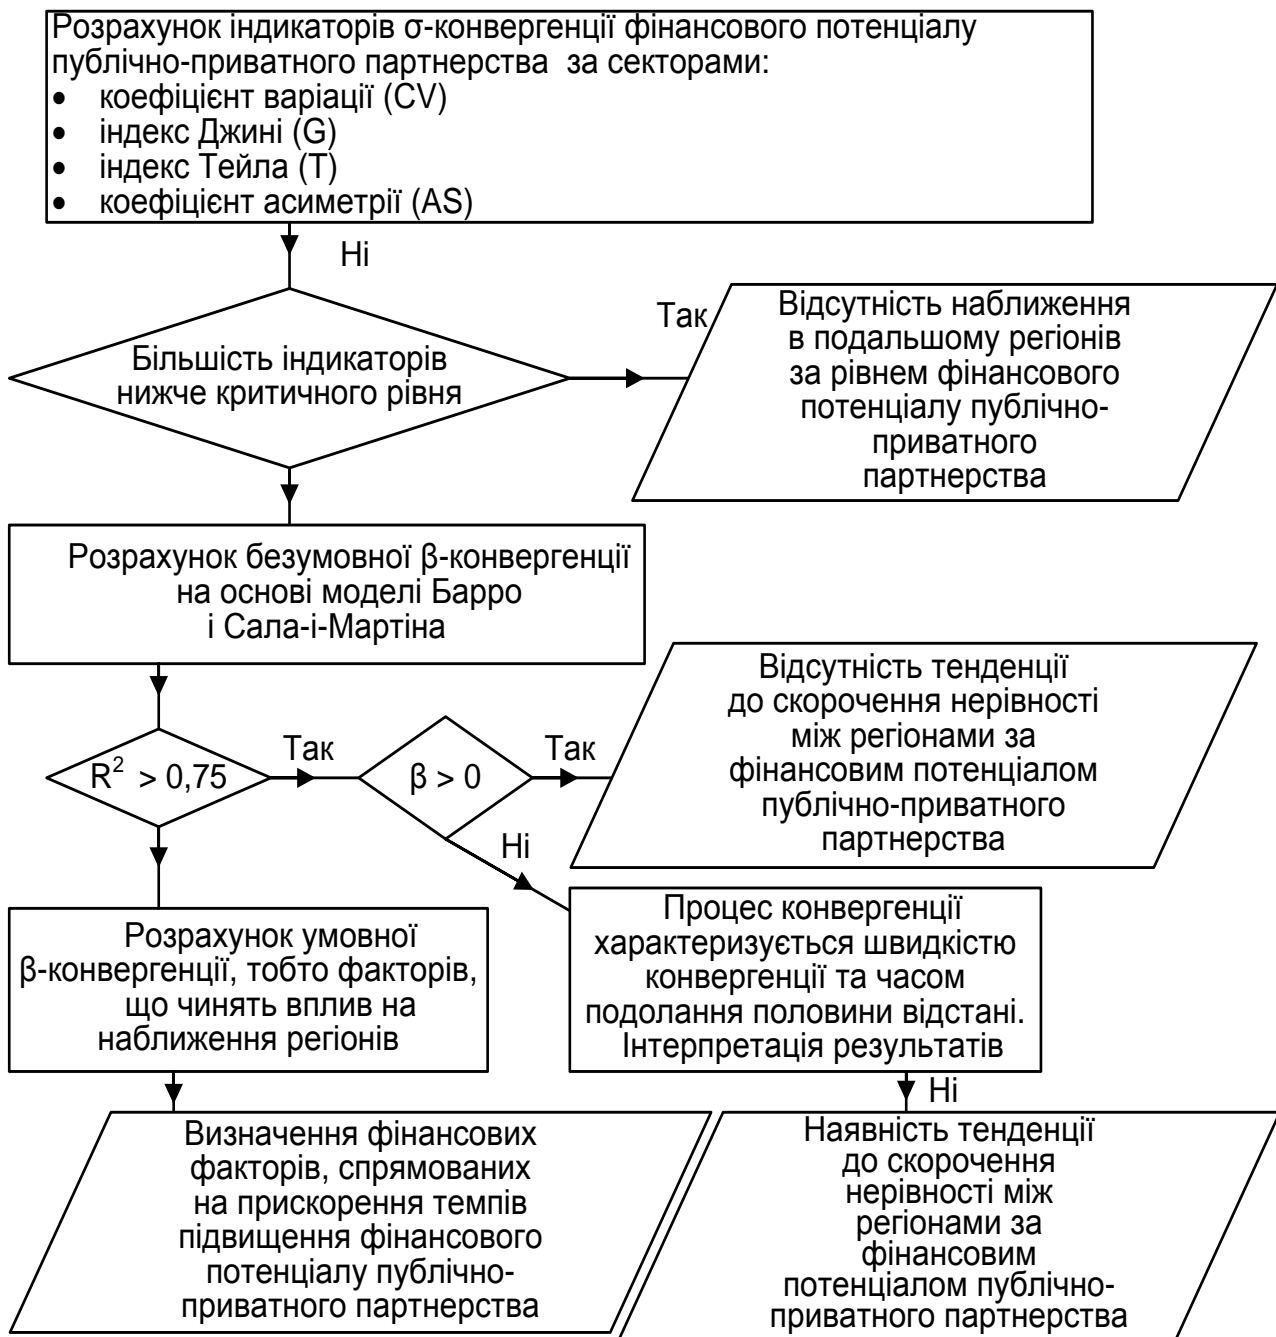 Розрахунок індикаторів σ-конвергенції фінансового потенціалу
публічно-приватного партнерства за секторами:
• коефіцієнт варіації (CV)
• індекс Джині (G)
• індекс Тейла (T)
• коефіцієнт асиметрії (AS)
Ні
Більшість індикаторів
нижче критичного рівня
Так
Відсутність наближення
в подальшому регіонів
за рівнем фінансового
потенціалу публічно-
приватного
партнерства
Розрахунок безумовної β-конвергенції
на основі моделі Барро
і Сала-і-Мартіна
R² > 0,75
Так
β > 0
Так
Ні
Відсутність тенденції
до скорочення нерівності
між регіонами за
фінансовим потенціалом
публічно-приватного
партнерства
Розрахунок умовної
β-конвергенції, тобто факторів,
що чинять вплив на
наближення регіонів
Процес конвергенції
характеризується швидкістю
конвергенції та часом
подолання половини відстані.
Інтерпретація результатів
Ні
Визначення фінансових
факторів, спрямованих
на прискорення темпів
підвищення фінансового
потенціалу публічно-
приватного партнерства
Наявність тенденції
до скорочення
нерівності між
регіонами за
фінансовим
потенціалом публічно-
приватного партнерства